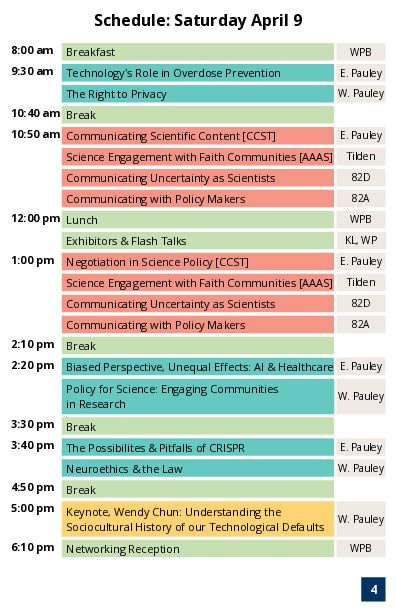 Schedule: Saturday April 9
8:00 am Breakfast WPB
9:30 am Technology's Role in Overdose Prevention E. Pauley
The Right to Privacy W. Pauley
10:40 am Break
10:50 am Communicating Scientific Content [CCST] E. Pauley
Science Engagement with Faith Communities [AAAS] Tilden
Communicating Uncertainty as Scientists 82D
Communicating with Policy Makers 82A
12:00 pm Lunch WPB
Exhibitors & Flash Talks KL, WP
1:00 pm Negotiation in Science Policy [CCST] E. Pauley
Science Engagement with Faith Communities [AAAS] Tilden
Communicating Uncertainty as Scientists 82D
Communicating with Policy Makers 82A
2:10 pm Break
2:20 pm Biased Perspective, Unequal Effects: AI & Healthcare E. Pauley
Policy for Science: Engaging Communities
in Research W. Pauley
3:30 pm Break
3:40 pm The Possibilites & Pitfalls of CRISPR E. Pauley
Neuroethics & the Law W. Pauley
4:50 pm Break
5:00 pm Keynote, Wendy Chun: Understanding the
Sociocultural History of our Technological Defaults W. Pauley
6:10 pm Networking Reception WPB
4